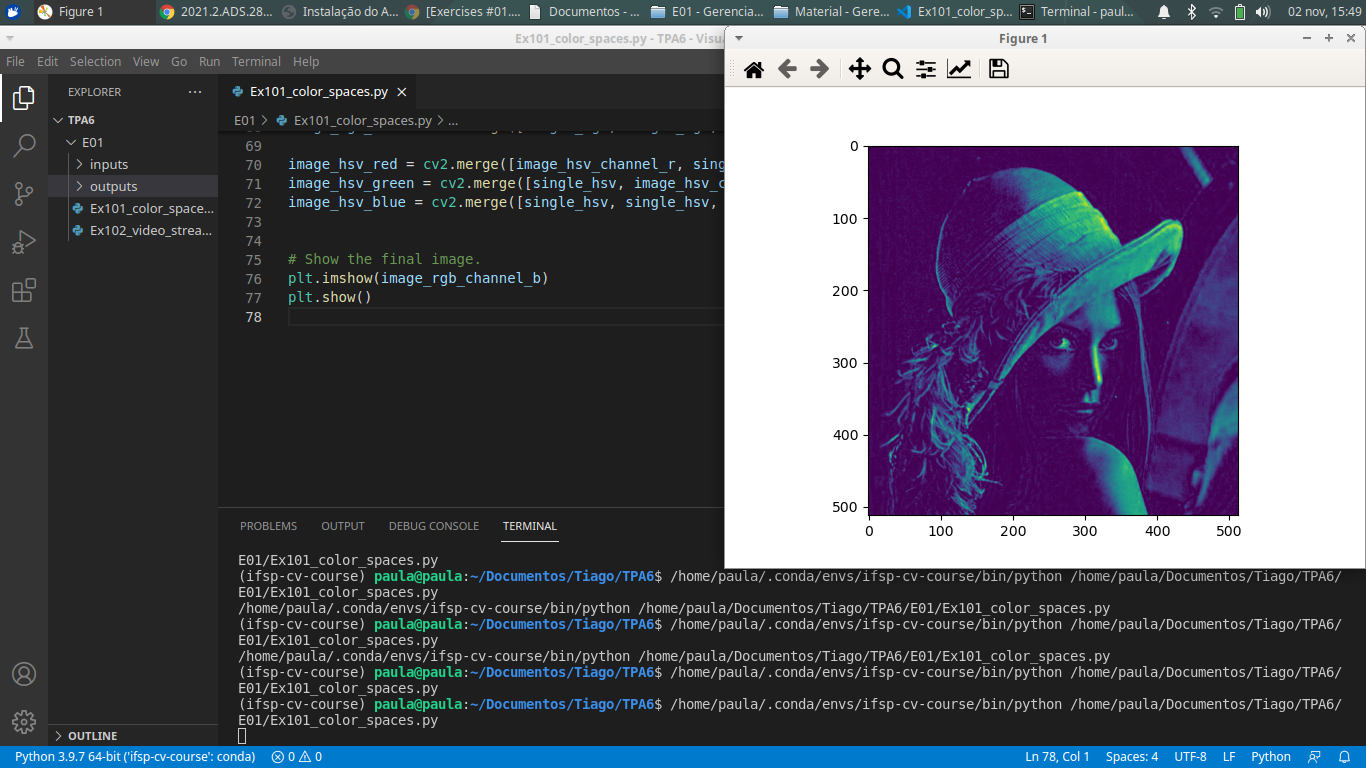 Figure 1
2021.2.ADS.28...
Instalação do A...
[Exercises #01....
Documentos - ...
E01 - Gerencia...
Material - Gere...
Ex101_color_sp...
Terminal - paul...
02 nov, 15:49
Ex101_color_spaces.py - TPA6 - Visua
File Edit Selection View Go Run Terminal Help
EXPLORER
TPA6
E01
inputs
outputs
Ex101_color_space...
Ex102_video_strea...
OUTLINE
Ex101_color_spaces.py
E01 > Ex101_color_spaces.py > ...
69
70 image_hsv_red = cv2.merge([image_hsv_channel_r, sing
71 image_hsv_green = cv2.merge([single_hsv, image_hsv_c
72 image_hsv_blue = cv2.merge([single_hsv, single_hsv,
73
74
75 # Show the final image.
76 plt.imshow(image_rgb_channel_b)
77 plt.show()
78
Figure 1
0
100
200
300
400
500
0 100 200 300 400 500
PROBLEMS OUTPUT DEBUG CONSOLE TERMINAL
E01/Ex101_color_spaces.py
(ifsp-cv-course) paula@paula:~/Documentos/Tiago/TPA6$ /home/paula/.conda/envs/ifsp-cv-course/bin/python /home/paula/Documentos/Tiago/TPA6/
E01/Ex101_color_spaces.py
/home/paula/.conda/envs/ifsp-cv-course/bin/python /home/paula/Documentos/Tiago/TPA6/E01/Ex101_color_spaces.py
(ifsp-cv-course) paula@paula:~/Documentos/Tiago/TPA6$ /home/paula/.conda/envs/ifsp-cv-course/bin/python /home/paula/Documentos/Tiago/TPA6/
E01/Ex101_color_spaces.py
/home/paula/.conda/envs/ifsp-cv-course/bin/python /home/paula/Documentos/Tiago/TPA6/E01/Ex101_color_spaces.py
(ifsp-cv-course) paula@paula:~/Documentos/Tiago/TPA6$ /home/paula/.conda/envs/ifsp-cv-course/bin/python /home/paula/Documentos/Tiago/TPA6/
E01/Ex101_color_spaces.py
(ifsp-cv-course) paula@paula:~/Documentos/Tiago/TPA6$ /home/paula/.conda/envs/ifsp-cv-course/bin/python /home/paula/Documentos/Tiago/TPA6/
E01/Ex101_color_spaces.py
Python 3.9.7 64-bit ('ifsp-cv-course': conda) 0 0 Ln 78, Col 1 Spaces: 4 UTF-8 LF Python